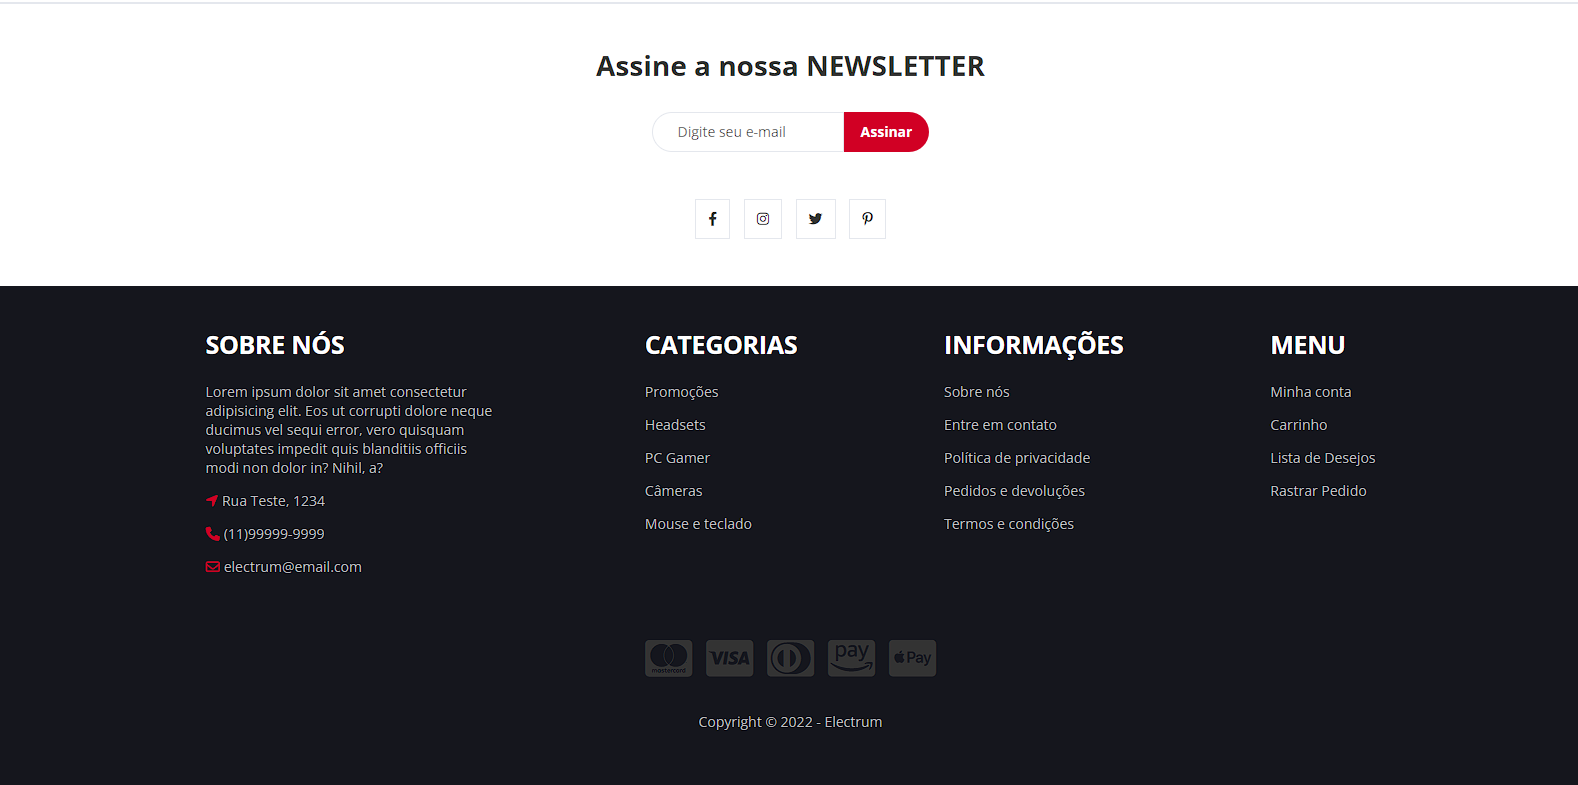 Assine a nossa NEWSLETTER
Digite seu e-mail
Assinar
SOBRE NÓS
Lorem ipsum dolor sit amet consectetur
adipisicing elit. Eos ut corrupti dolore neque
ducimus vel sequi error, vero quisquam
voluptates impedit quis blanditiis officiis
modi non dolor in? Nihil, a?
Rua Teste, 1234
(11)99999-9999
electrum@email.com
CATEGORIAS
Promoções
Headsets
PC Gamer
Câmeras
Mouse e teclado
INFORMAÇÕES
Sobre nós
Entre em contato
Política de privacidade
Pedidos e devoluções
Termos e condições
MENU
Minha conta
Carrinho
Lista de Desejos
Rastrar Pedido
mastercard
VISA
pay
Pay
Copyright © 2022 - Electrum